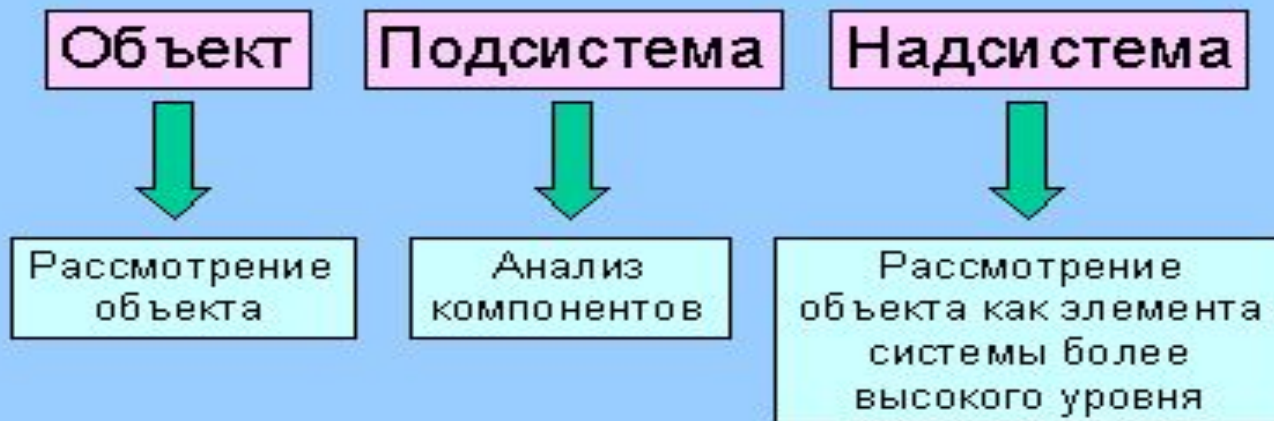 Объект Подсистема Надсистема
Рассмотрение
объекта
Анализ
компонентов
Рассмотрение
объекта как элемента
системы более
высокого уровня